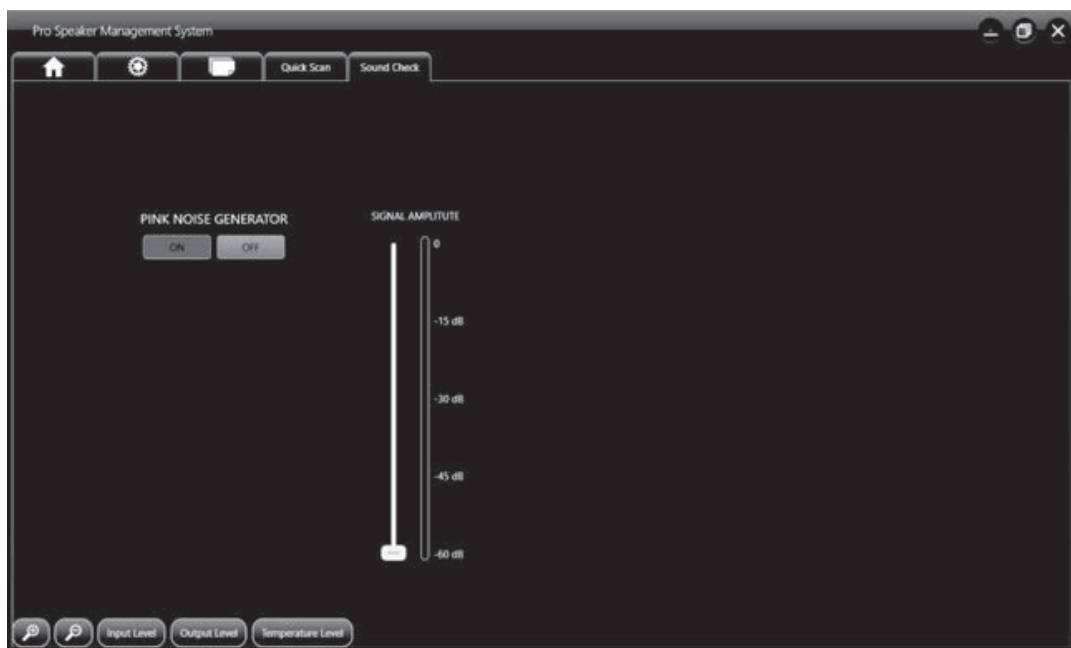 Pro Speaker Management System
Quick Scan
Sound Check
PINK NOISE GENERATOR
ON
OFF
SIGNAL AMPLITUTE
0
-15 dB
-30 dB
-45 dB
-60 dB
Input Level
Output Level
Temperature Level